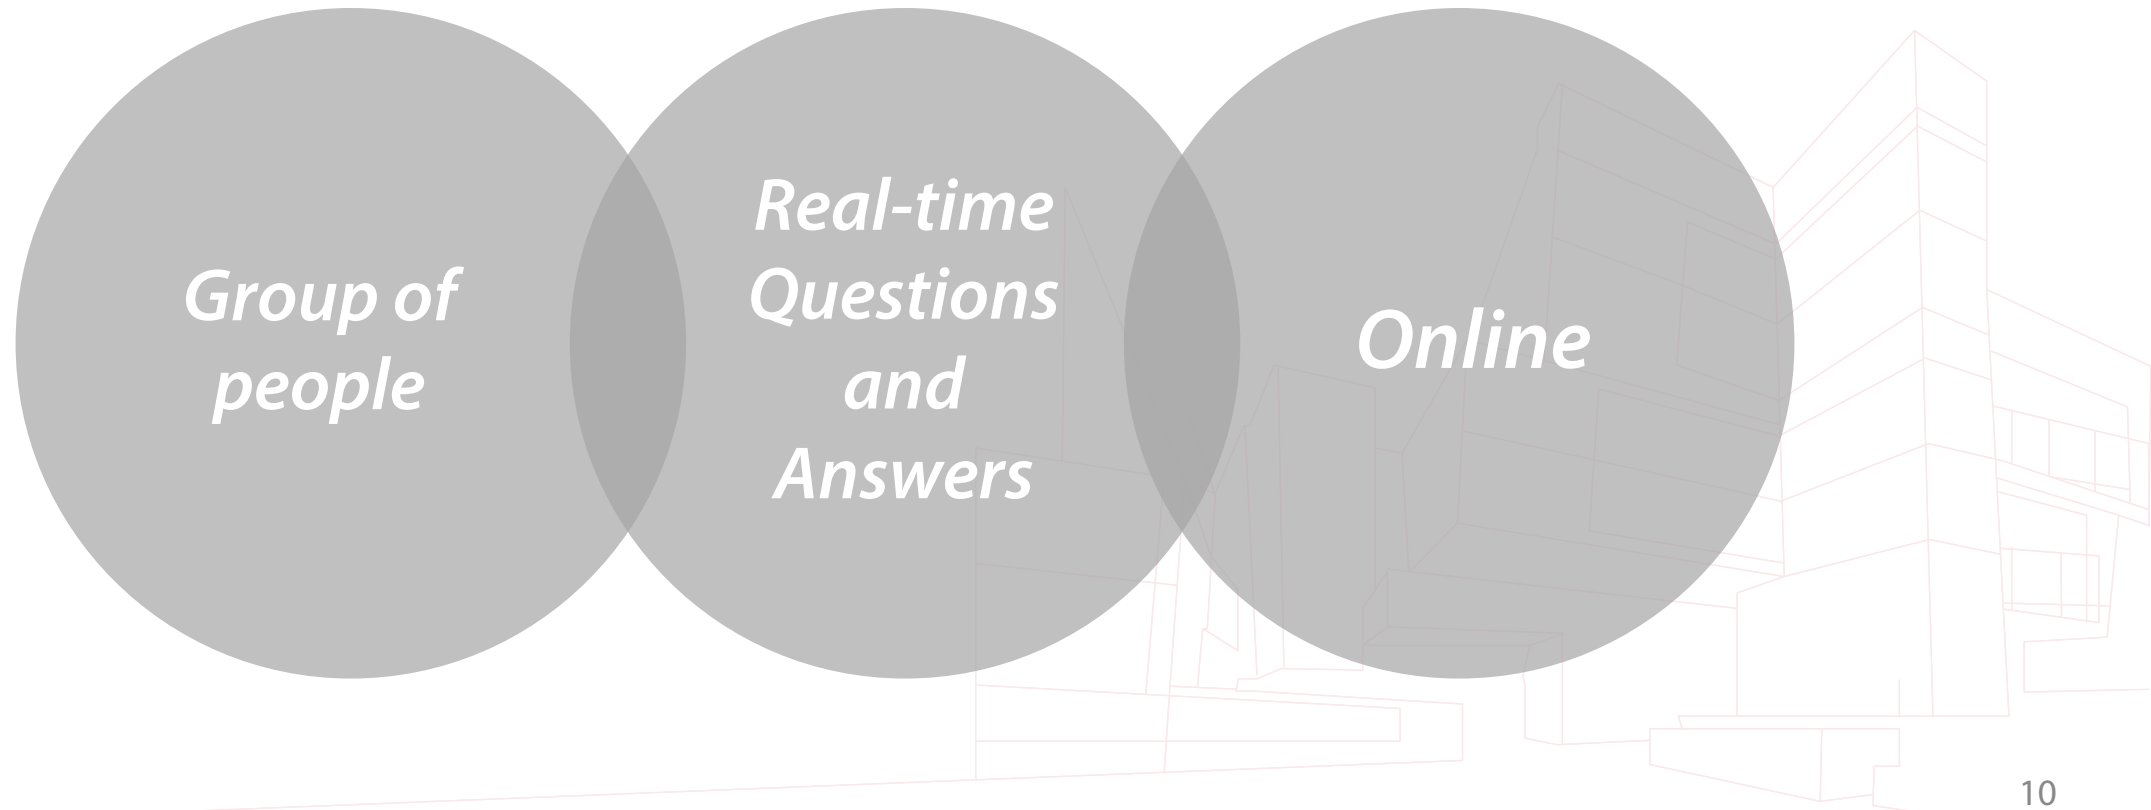 Group of
people
Real-time
Questions
and
Answers
Online
10